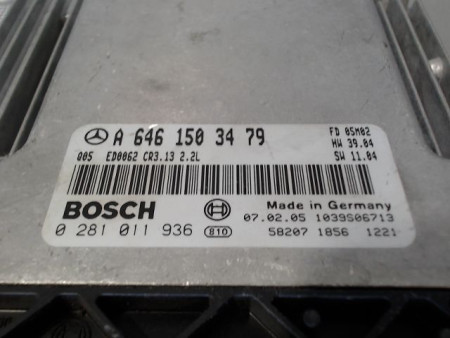 A 646 150 34 79
FD 05M02
HW 39.04
Q05 ED0062 CR3.13 2.2L
SW 11.04
BOSCH
Made in Germany
07.02.05 1039S06713
0 281 011 936 810
58207 1856 1221